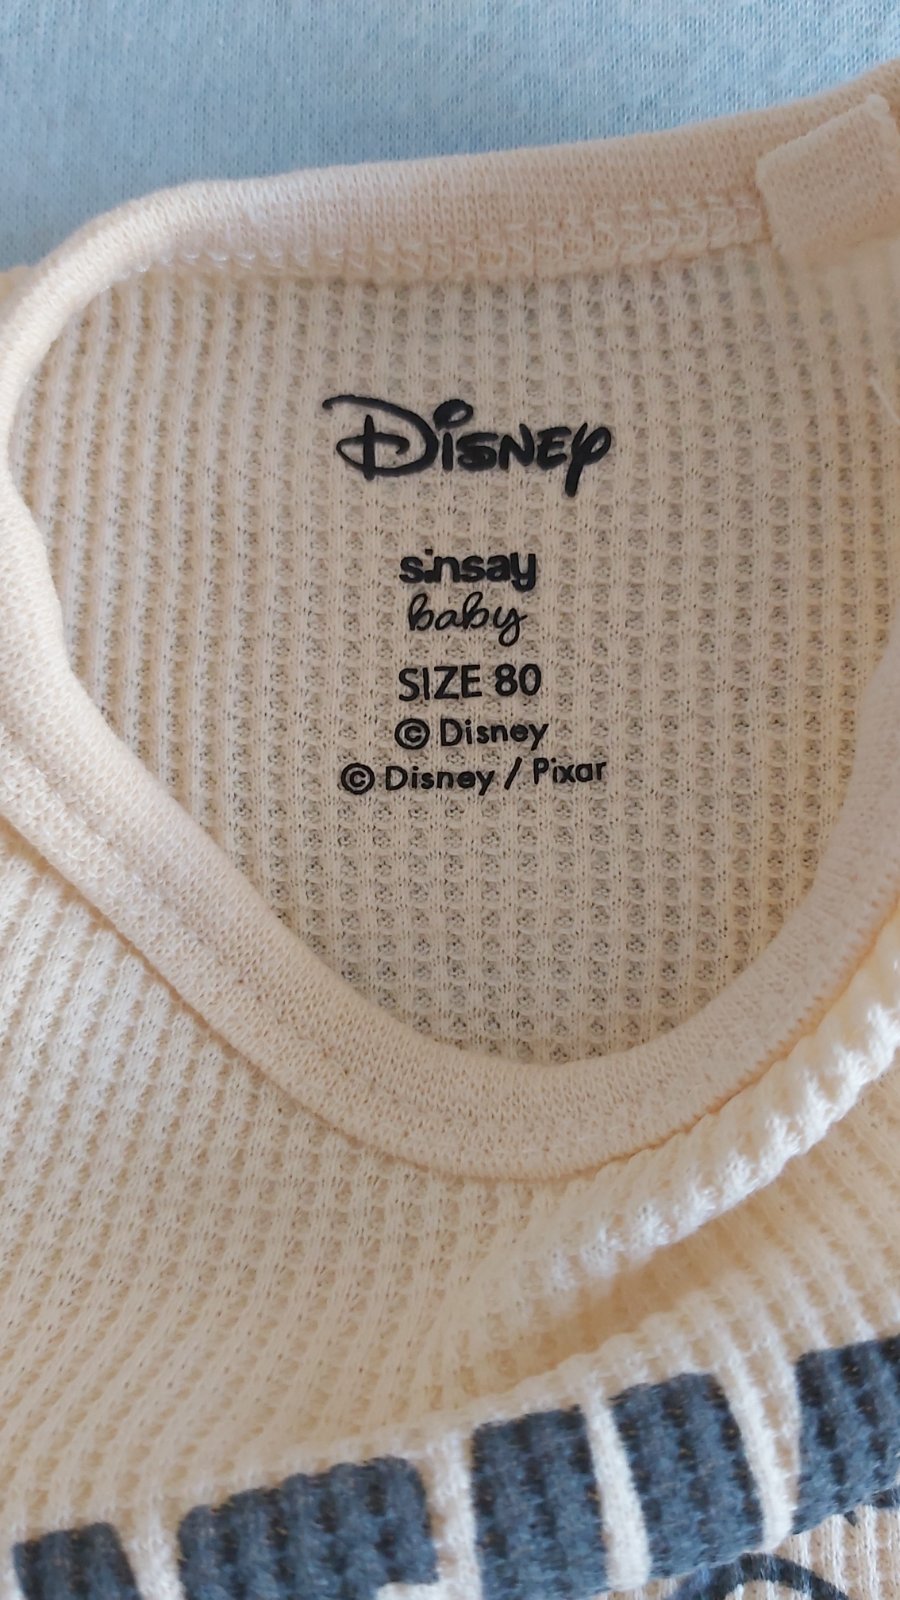 Disney
sinsay
baby
SIZE 80
© Disney
© Disney / Pixar